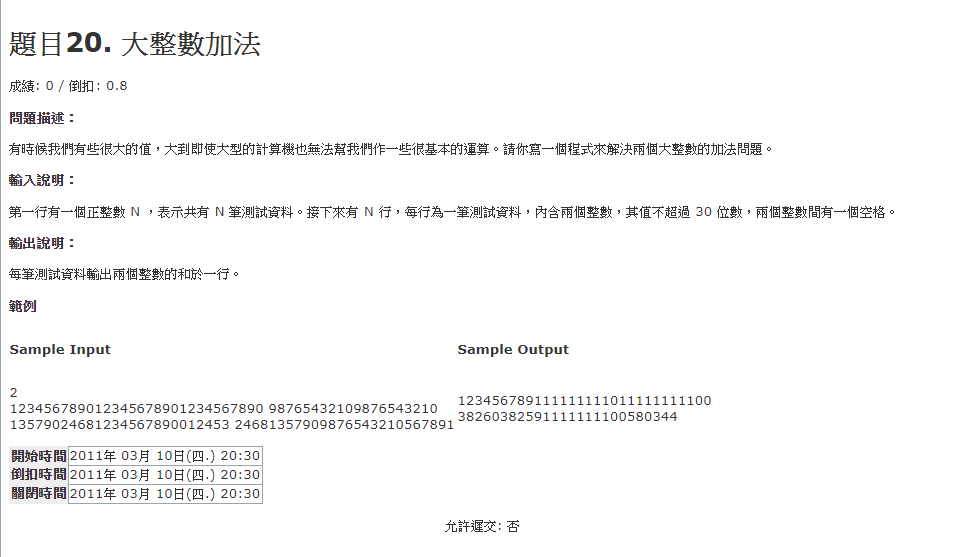 題目20. 大整數加法
成績: 0 / 倒扣: 0.8
問題描述：
有時候我們有些很大的值，大到即使大型的計算機也無法幫我們作一些很基本的運算。請你寫一個程式來解決兩個大整數的加法問題。
輸入說明：
第一行有一個正整數 N ，表示共有 N 筆測試資料。接下來有 N 行，每行為一筆測試資料，內含兩個整數，其值不超過 30 位數，兩個整數間有一個空格。
輸出說明：
每筆測試資料輸出兩個整數的和於一行。
範例
Sample Input
Sample Output
2
123456789012345678901234567890 98765432109876543210
13579024681234567890012453 24681357909876543210567891
123456789111111111011111111100
38260382591111111100580344
開始時間 2011年 03月 10日(四.) 20:30
倒扣時間 2011年 03月 10日(四.) 20:30
關閉時間 2011年 03月 10日(四.) 20:30
允許遲交: 否